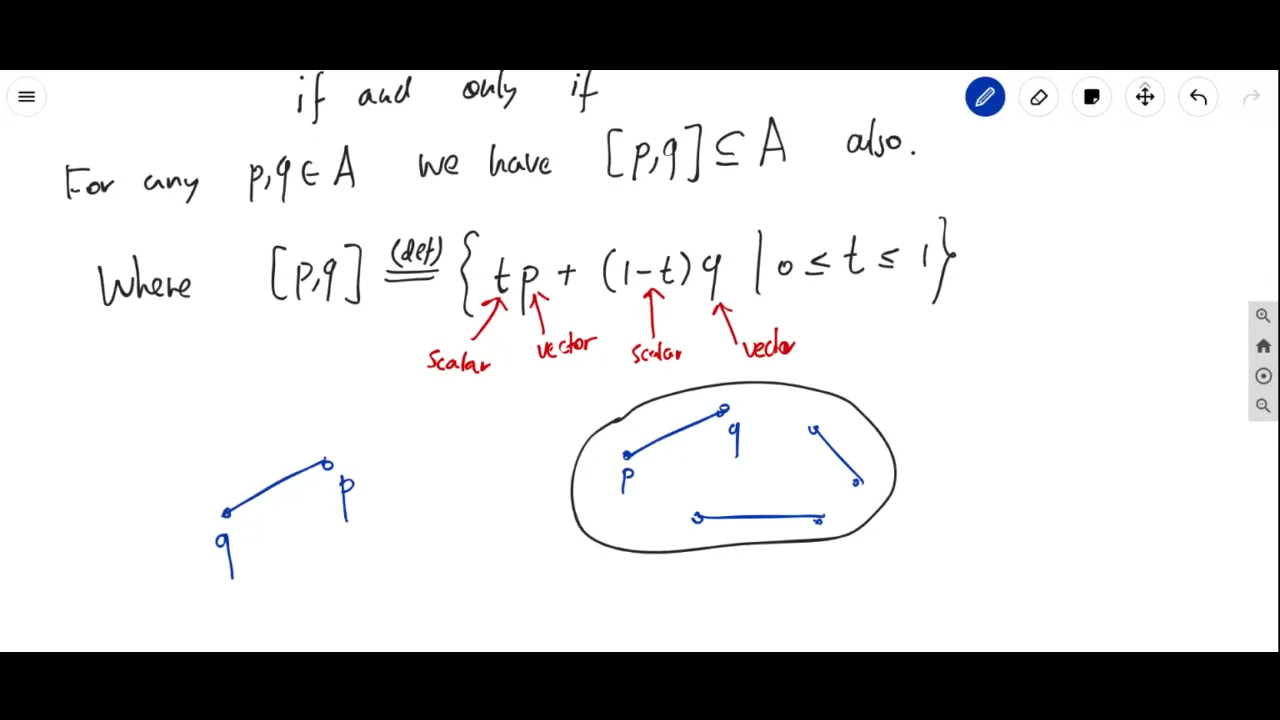 if and only if
For any p,q ∈ A we have [p,q] ⊆ A also.
Where [p,q] (def) = { tp + (1-t) q | 0 ≤ t ≤ 1 }
scalar vector scalar vector
p q
q p